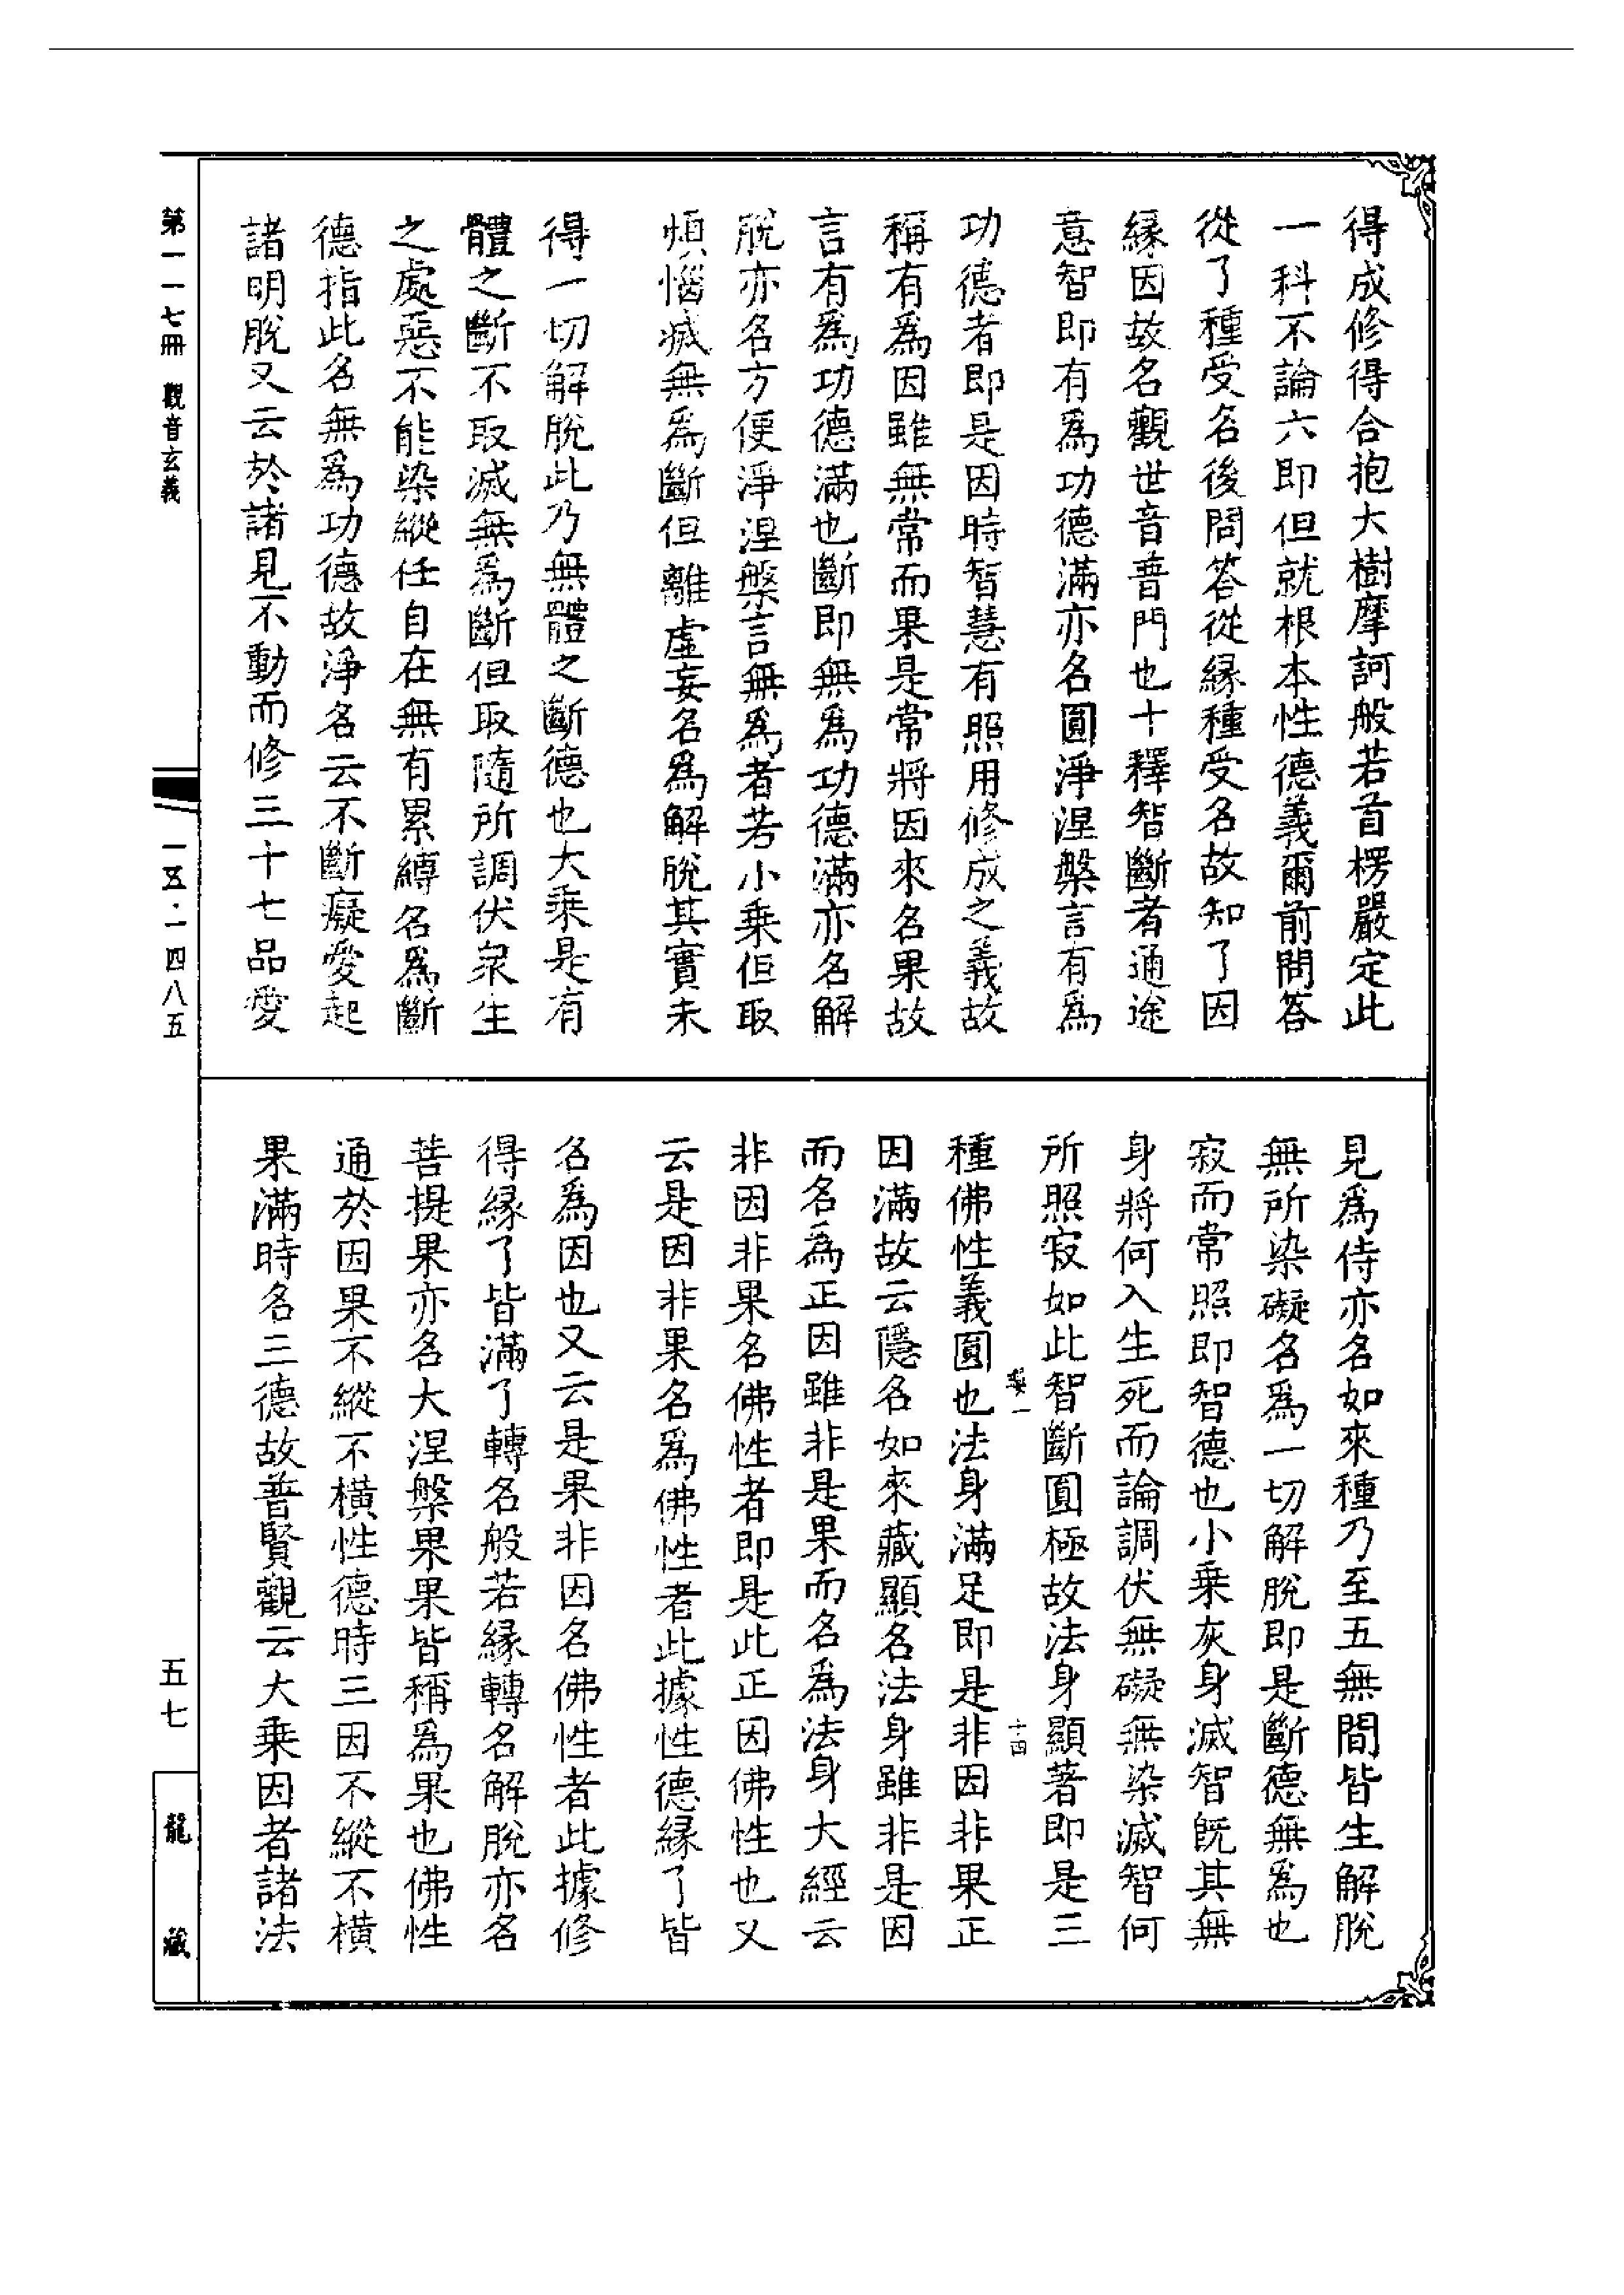 得成修得合抱大樹摩訶般若首楞嚴定此
一科不論六即但就根本性德義爾前問答
從了種受名後問答從緣種受名故知了因
緣因故名觀世音普門也十釋智斷者通途
意智即有爲功德滿亦名圓淨涅槃言有爲
功德者即是因時智慧有照用修成之義故
稱有爲因雖無常而果是常將因來名果故
言有爲功德滿也斷即無爲功德滿亦名解
脫亦名方便淨涅槃言無爲者若小乘但取
煩惱滅無爲斷但離虛妄名爲解脫其實未
得一切解脫此乃無體之斷德也大乘是有
體之斷不取滅無爲斷但取隨所調伏衆生
之處惡不能染縱任自在無有累縛名爲斷
德指此名無爲功德故淨名云不斷癡愛起
諸明脫又云於諸見不動而修三十七品愛
見爲侍亦名如來種乃至五無間皆生解脫
無所染礙名爲一切解脫即是斷德無爲也
寂而常照即智德也小乘灰身滅智既其無
身將何入生死而論調伏無礙無染滅智何
所照寂如此智斷圓極故法身顯著即是三
種佛性義圓也法身滿足即是非因非果正
因滿故云隱名如來藏顯名法身雖非是因
而名爲正因雖非是果而名爲法身大經云
非因非果名佛性者即是此正因佛性也又
云是因非果名爲佛性者此據性德緣了皆
名爲因也又云是果非因名佛性者此據修
得緣了皆滿了轉名般若緣轉名解脫亦名
菩提果亦名大涅槃果果皆稱爲果也佛性
通於因果不縱不橫性德時三因不縱不橫
果滿時名三德故普賢觀云大乘因者諸法
十四
第一一七冊 觀音玄義
一五·一四八五
五七
龍藏